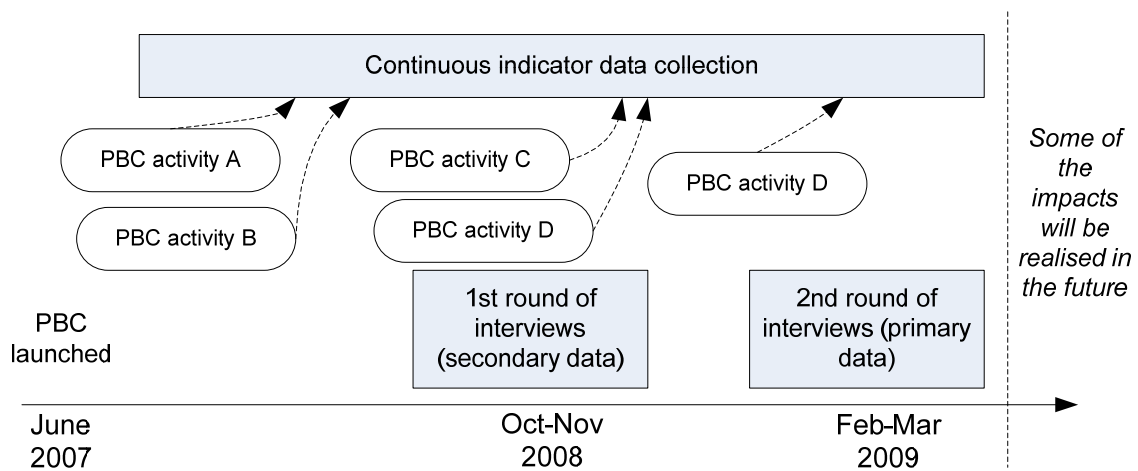 Continuous indicator data collection
PBC activity A
PBC activity B
PBC activity C
PBC activity D
PBC activity D
Some of
the
impacts
will be
realised in
the future
PBC
launched
1st round of
interviews
(secondary data)
2nd round of
interviews (primary
data)
June
2007
Oct-Nov
2008
Feb-Mar
2009